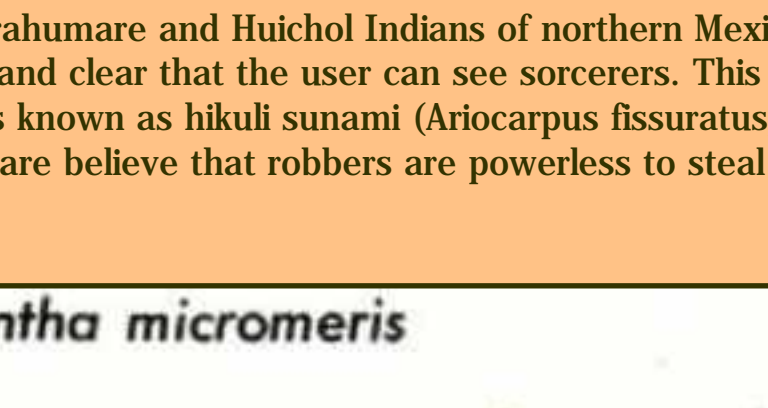 rahumare and Huichol Indians of northern Mexi
and clear that the user can see sorcerers. This
s known as hikuli sunami (Ariocarpus fissuratus
are believe that robbers are powerless to steal
ntha micromeris